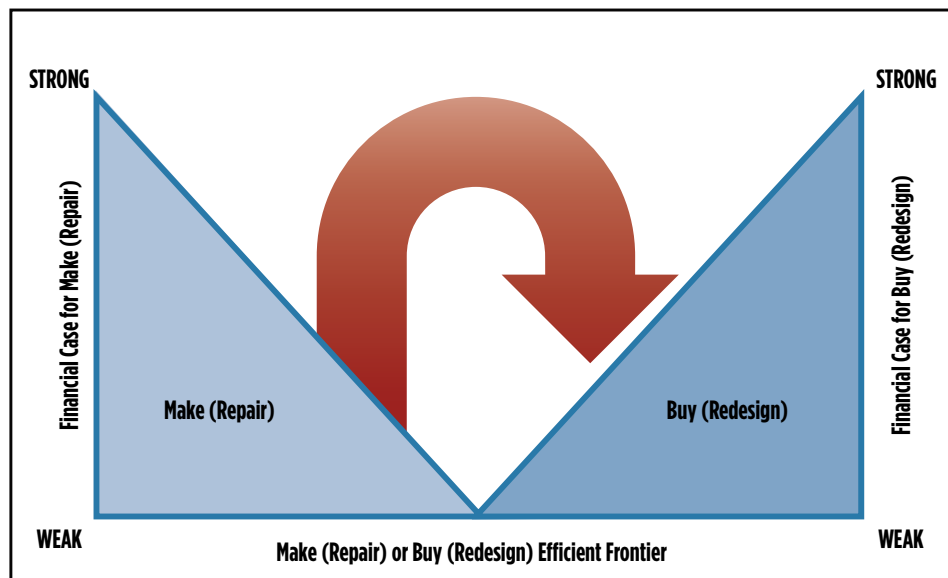 STRONG
STRONG
Financial Case for Make (Repair)
Financial Case for Buy (Redesign)
Make (Repair)
Buy (Redesign)
WEAK
WEAK
Make (Repair) or Buy (Redesign) Efficient Frontier